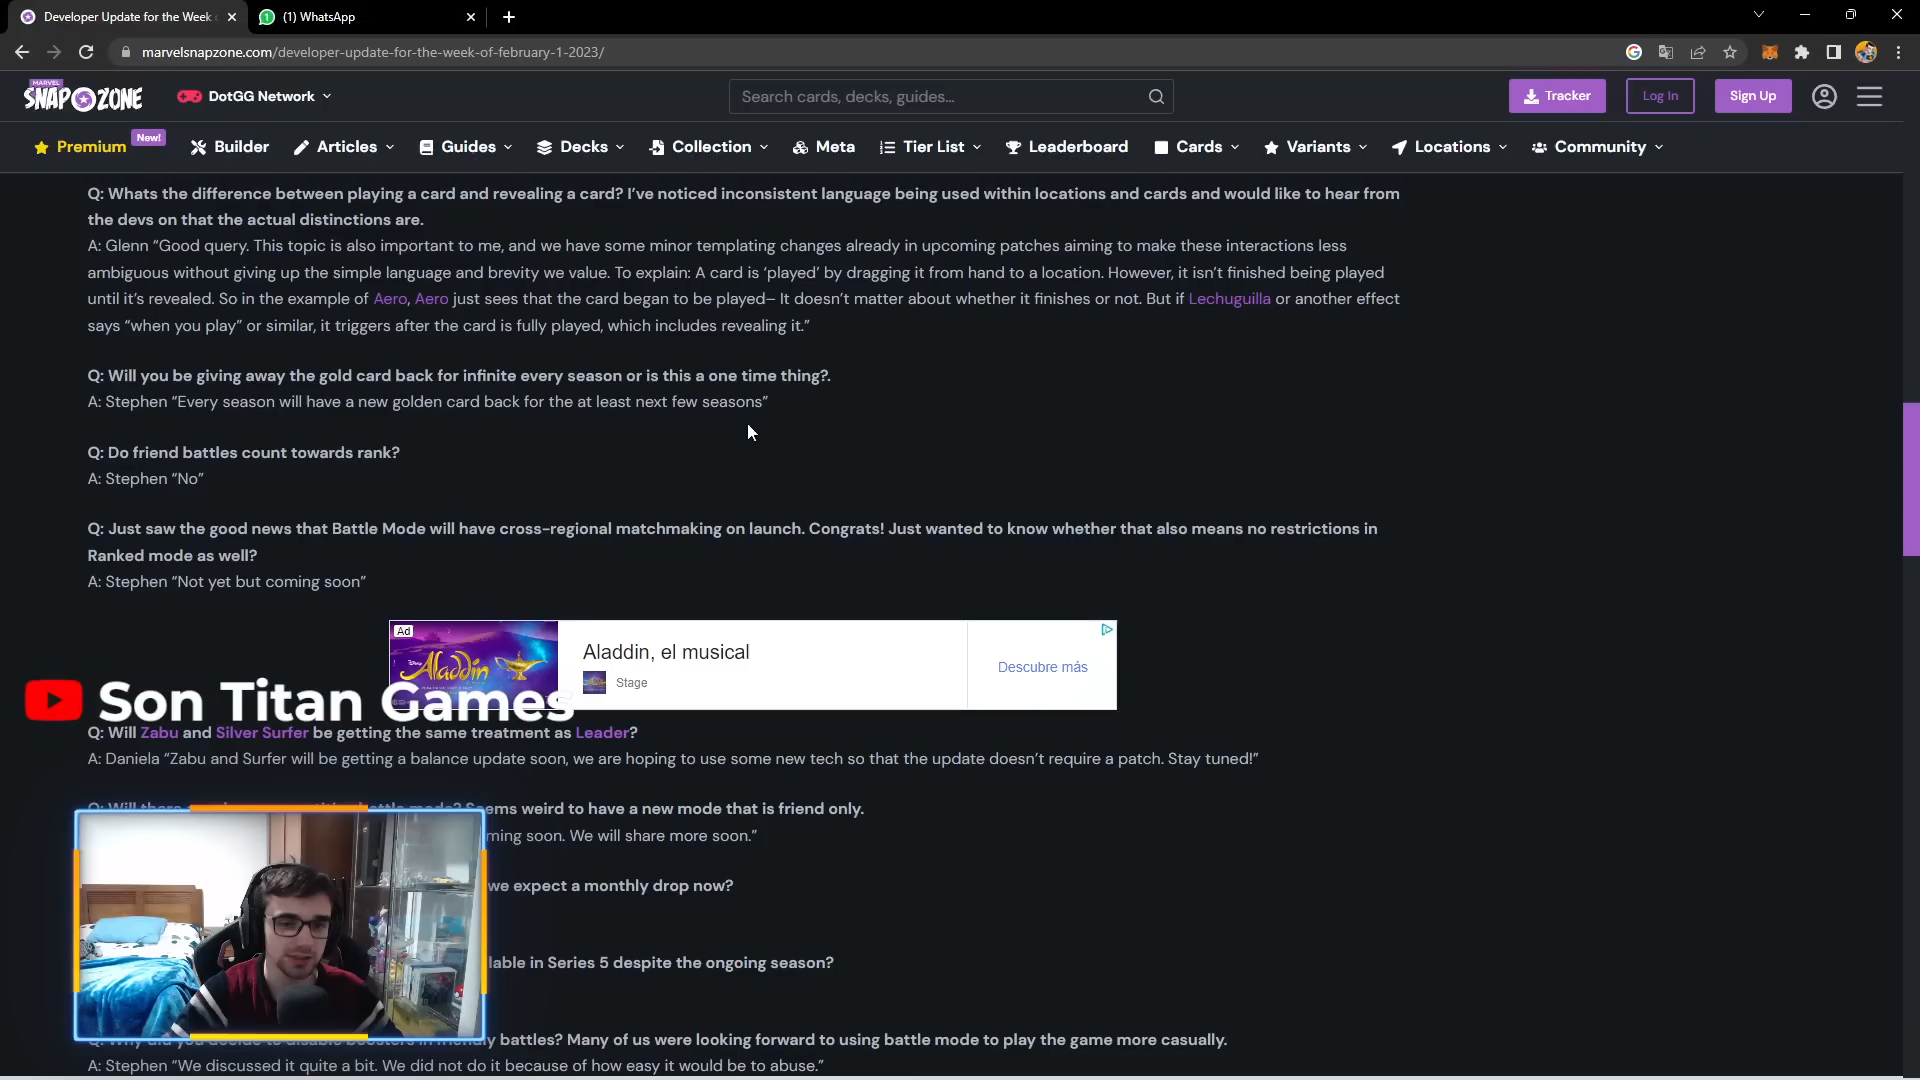 Developer Update for the Week
(1) WhatsApp
marvelsnapzone.com/developer-update-for-the-week-of-february-1-2023/
MARVEL
SNAP ZONE
DotGG Network
Search cards, decks, guides...
Tracker
Log In
Sign Up
Premium
New!
Builder
Articles
Guides
Decks
Collection
Meta
Tier List
Leaderboard
Cards
Variants
Locations
Community
Q: Whats the difference between playing a card and revealing a card? I've noticed inconsistent language being used within locations and cards and would like to hear from
the devs on that the actual distinctions are.
A: Glenn “Good query. This topic is also important to me, and we have some minor templating changes already in upcoming patches aiming to make these interactions less
ambiguous without giving up the simple language and brevity we value. To explain: A card is ‘played’ by dragging it from hand to a location. However, it isn’t finished being played
until it’s revealed. So in the example of Aero, Aero just sees that the card began to be played– It doesn’t matter about whether it finishes or not. But if Lechuguilla or another effect
says “when you play” or similar, it triggers after the card is fully played, which includes revealing it.”
Q: Will you be giving away the gold card back for infinite every season or is this a one time thing?.
A: Stephen “Every season will have a new golden card back for the at least next few seasons”
Q: Do friend battles count towards rank?
A: Stephen “No”
Q: Just saw the good news that Battle Mode will have cross-regional matchmaking on launch. Congrats! Just wanted to know whether that also means no restrictions in
Ranked mode as well?
A: Stephen “Not yet but coming soon”
Ad
Aladdin
Aladdin, el musical
Stage
Descubre más
Son Titan Games
Q: Will Zabu and Silver Surfer be getting the same treatment as Leader?
A: Daniela “Zabu and Surfer will be getting a balance update soon, we are hoping to use some new tech so that the update doesn’t require a patch. Stay tuned!”
weird to have a new mode that is friend only.
soon. We will share more soon.”
we expect a monthly drop now?
in Series 5 despite the ongoing season?
battles? Many of us were looking forward to using battle mode to play the game more casually.
A: Stephen “We discussed it quite a bit. We did not do it because of how easy it would be to abuse.”